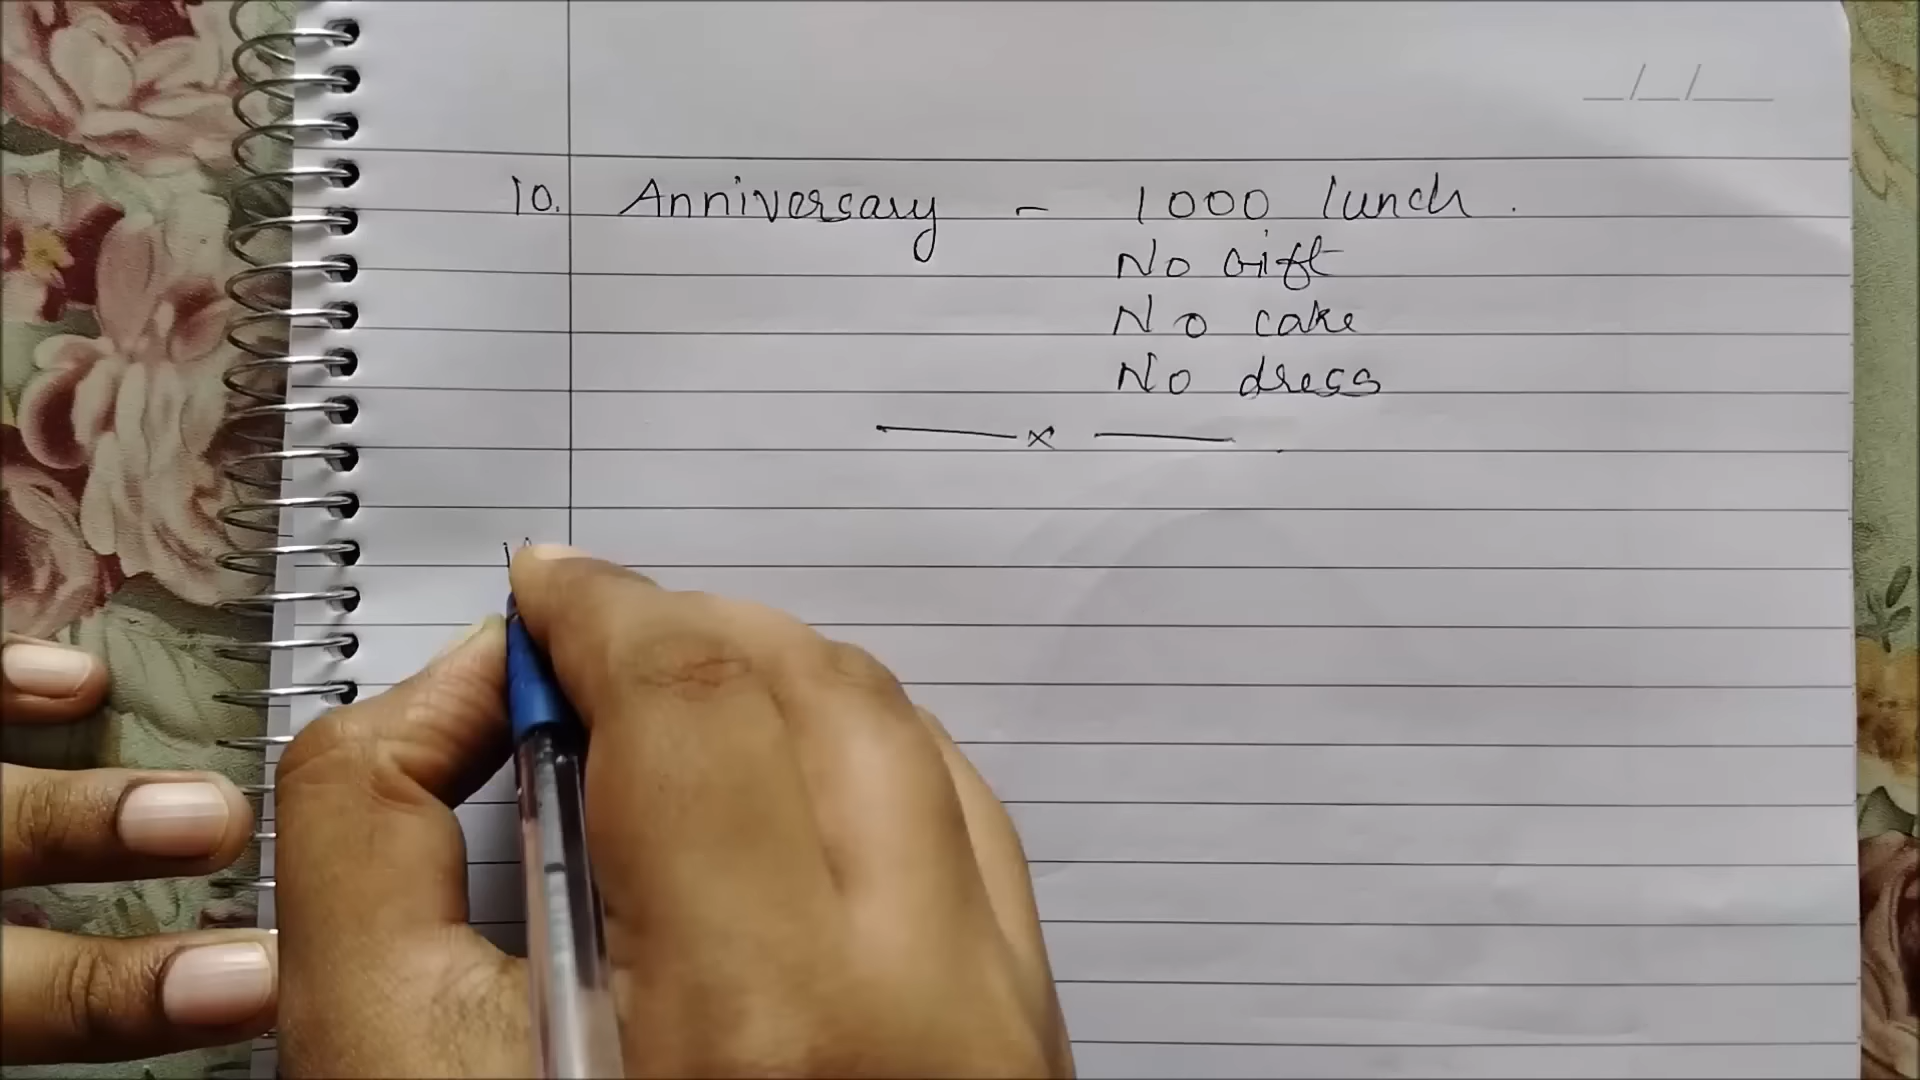 10. Anniversary - 1000 lunch.
No Gift
No cake
No dress
—— x ——